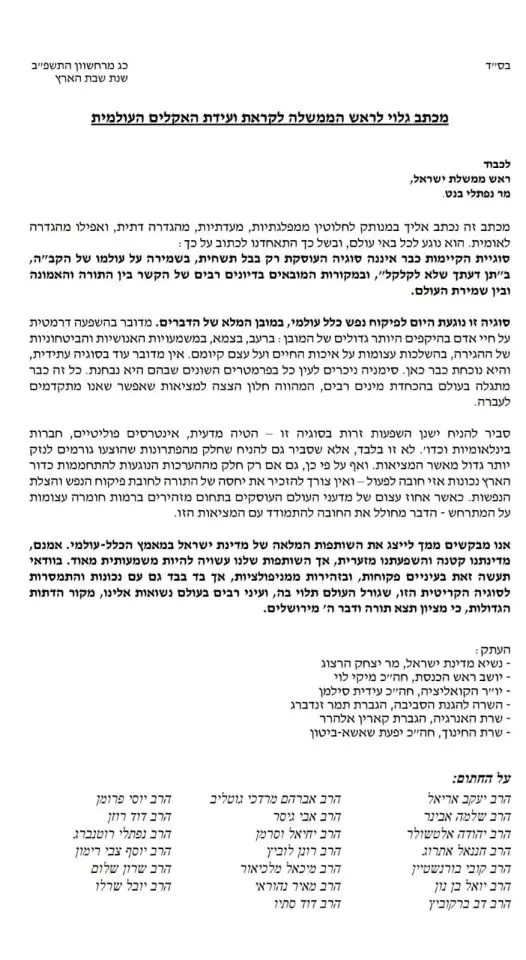 בס״ד
כג מרחשוון התשפ״ב
שנת שבת הארץ
מכתב גלוי לראש הממשלה לקראת ועידת האקלים העולמית
לכבוד
ראש ממשלת ישראל,
מר נפתלי בנט.
מכתב זה נכתב אליך במנותק לחלוטין ממפלגתיות, מעדתיות, מהגדרה דתית, ואפילו מהגדרה
לאומית. הוא נוגע לכל באי עולם, ובשל כך התאחדנו לכתוב על כך:
סוגיית הקיימות כבר איננה סוגיה העוסקת רק בבל תשחית, בשמירה על עולמו של הקב״ה,
ב״תן דעתך שלא לקלקל״, ובמקורות המובאים בדיונים רבים של הקשר בין התורה והאמונה
ובין שמירת העולם.
סוגיה זו נוגעת היום לפיקוח נפש כלל עולמי, במובן המלא של הדברים. מדובר בהשפעה דרמטית
על חיי אדם בהיקפים היותר גדולים של המובן: ברעב, בצמא, במשמעויות האנושיות והביטחוניות
של ההגירה, בהשלכות עצומות על איכות החיים ועל עצם קיומם. אין מדובר עוד בסוגיה עתידית,
והיא נוכחת כבר כאן. סימניה ניכרים לעין כל בפרמטרים השונים שבהם היא נבחנת. כל זה כבר
מתגלה בעולם בהכחדת מינים רבים, המהווה חלון הצצה למציאות שאפשר שאנו מתקדמים
לעברה.
סביר להניח ישנן השפעות זרות בסוגיה זו – הטיה מדעית, אינטרסים פוליטיים, חברות
בינלאומיות וכדו׳. לא זו בלבד, אלא שסביר גם להניח שחלק מהפתרונות שהוצעו גורמים לנזק
יותר גדול מאשר המציאות. ואף על פי כן, גם אם רק חלק מההערכות הנוגעות להתחממות כדור
הארץ נכונות אזי חובה לפעול – ואין צורך להזכיר את יחסה של התורה לחובת פיקוח הנפש והצלת
הנפשות. כאשר אחוז עצום של מדעני העולם העוסקים בתחום מזהירים ברמות חומרה עצומות
על המתרחש - הדבר מחולל את החובה להתמודד עם המציאות הזו.
אנו מבקשים ממך לייצג את השותפות המלאה של מדינת ישראל במאמץ הכלל-עולמי. אמנם,
מדינתנו קטנה והשפעתנו מזערית, אך השותפות שלנו עשויה להיות משמעותית מאוד. בוודאי
תעשה זאת בעיניים פקוחות, ובזהירות ממניפולציות, אך בד בבד גם עם נכונות והתמסרות
לסוגיה הקריטית הזו, שגורל העולם תלוי בה, ועיני רבים בעולם נשואות אלינו, מקור הדתות
הגדולות, כי מציון תצא תורה ודבר ה׳ מירושלים.
העתק:
- נשיא מדינת ישראל, מר יצחק הרצוג
- יושב ראש הכנסת, חה״כ מיקי לוי
- יו״ר הקואליציה, חה״כ עידית סילמן
- השרה להגנת הסביבה, הגברת תמר זנדברג
- שרת האנרגיה, הגברת קארין אלהרר
- שרת החינוך, חה״כ יפעת שאשא-ביטון
על החתום:
הרב יעקב אריאל
הרב שלמה אבינר
הרב יהודה אלטשולר
הרב חננאל אתרוג
הרב קובי בורנשטיין
הרב יואל בן נון
הרב דב ברקוביץ
הרב אברהם מרדכי גוטליב
הרב אבי גיסר
הרב יחיאל וסרמן
הרב רונן לוביץ
הרב מיכאל מלכיאור
הרב מאיר נהוראי
הרב דוד סתיו
הרב יוסי פרומן
הרב דוד רוזן
הרב נפתלי רוטנברג
הרב יוסף צבי רימון
הרב שרון שלום
הרב יובל שרלו